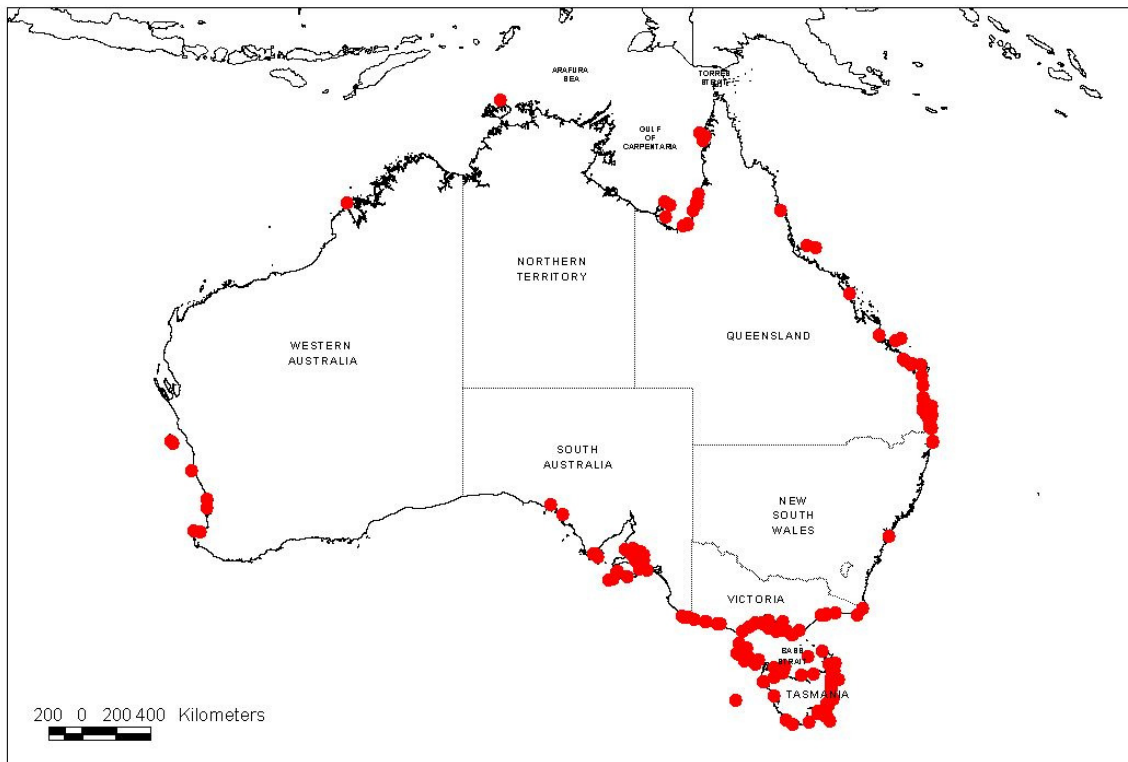 ARAFURA
SEA
TORRES
STRAIT
GULF
OF
CARPENTARIA
NORTHERN
TERRITORY
QUEENSLAND
WESTERN
AUSTRALIA
SOUTH
AUSTRALIA
NEW
SOUTH
WALES
VICTORIA
BASS
STRAIT
TASMANIA
200 0 200 400 Kilometers